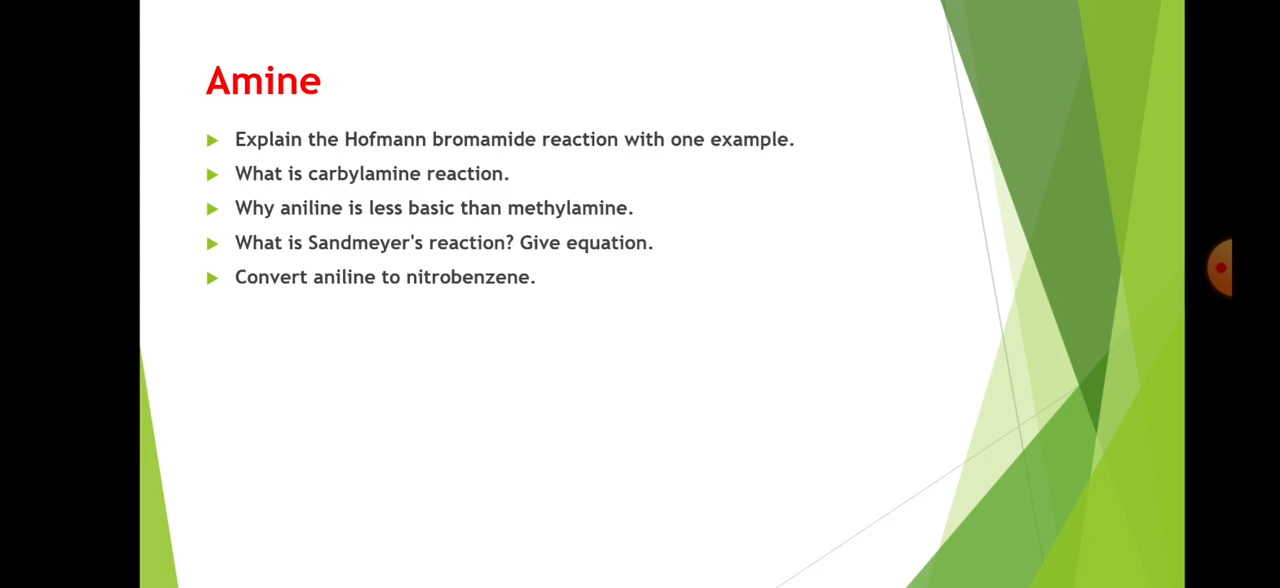 Amine
Explain the Hofmann bromamide reaction with one example.
What is carbylamine reaction.
Why aniline is less basic than methylamine.
What is Sandmeyer's reaction? Give equation.
Convert aniline to nitrobenzene.